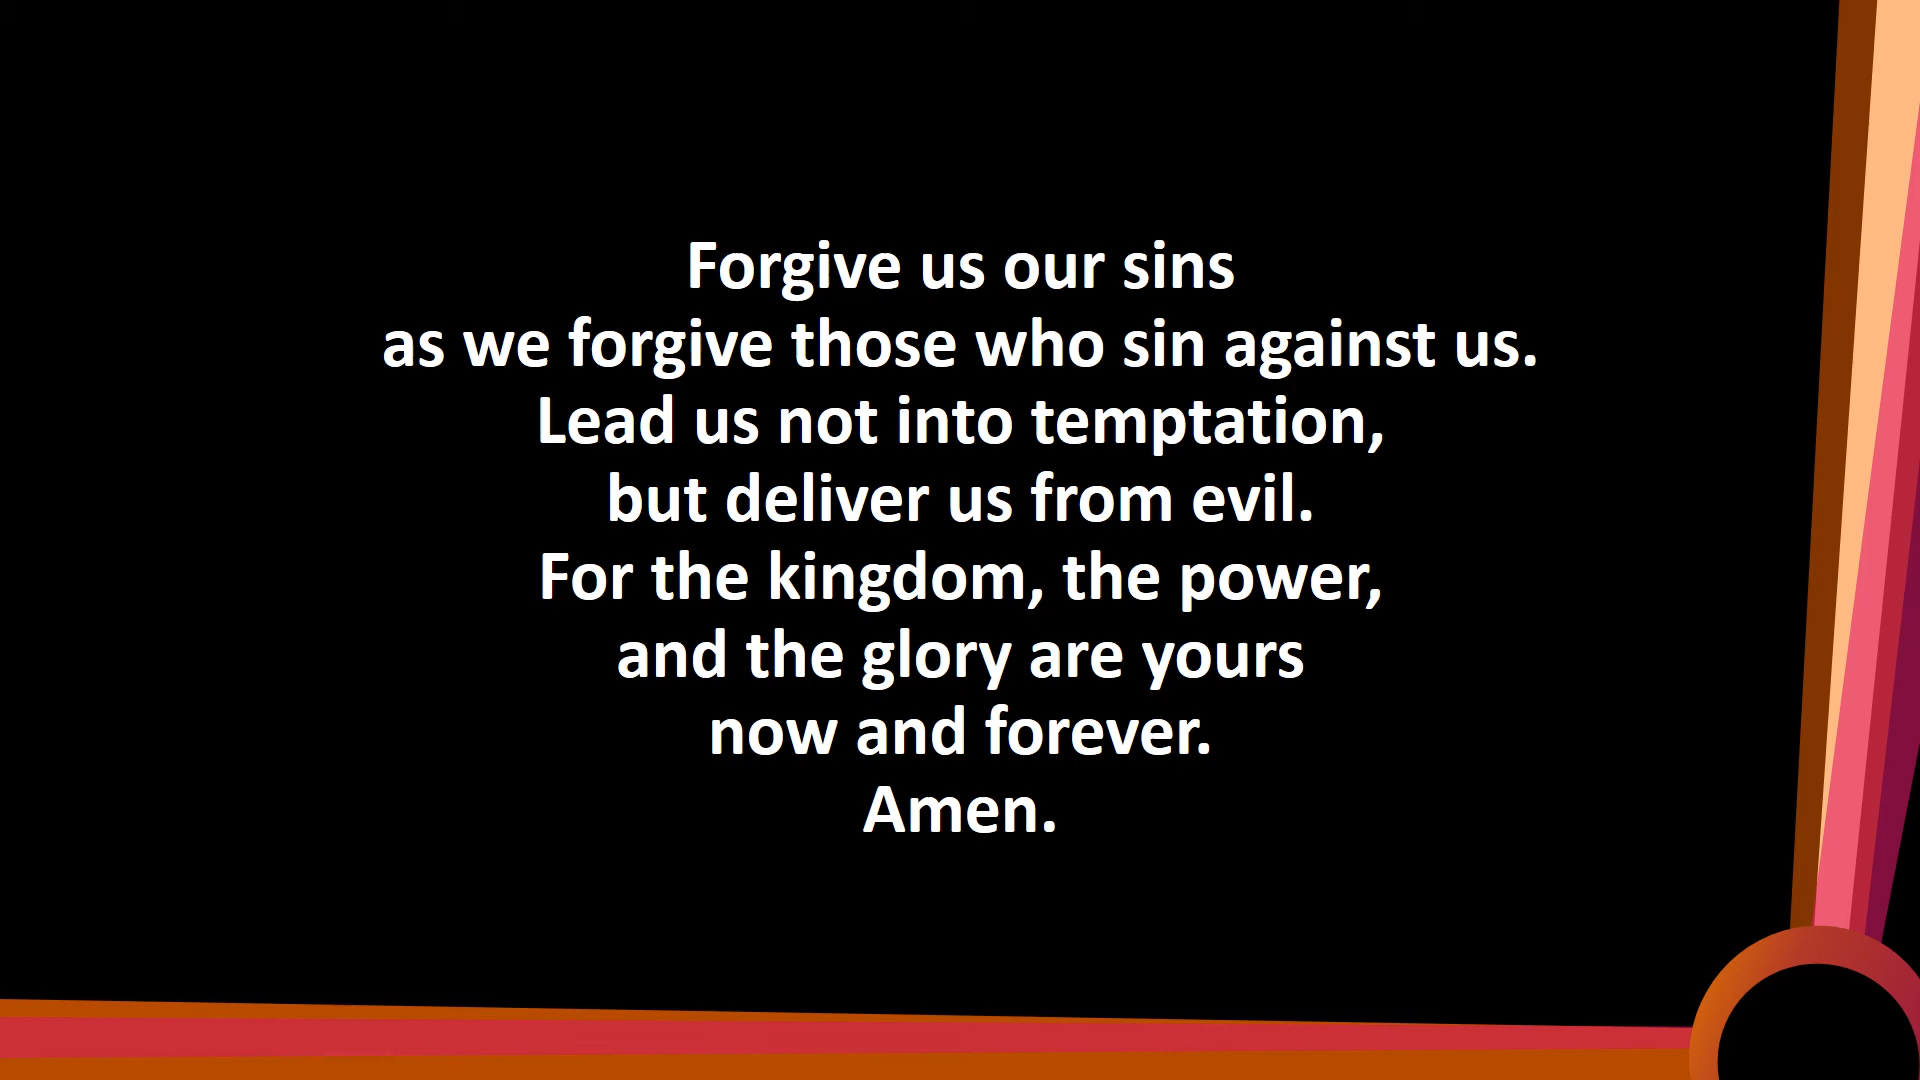 Forgive us our sins
as we forgive those who sin against us.
Lead us not into temptation,
but deliver us from evil.
For the kingdom, the power,
and the glory are yours
now and forever.
Amen.